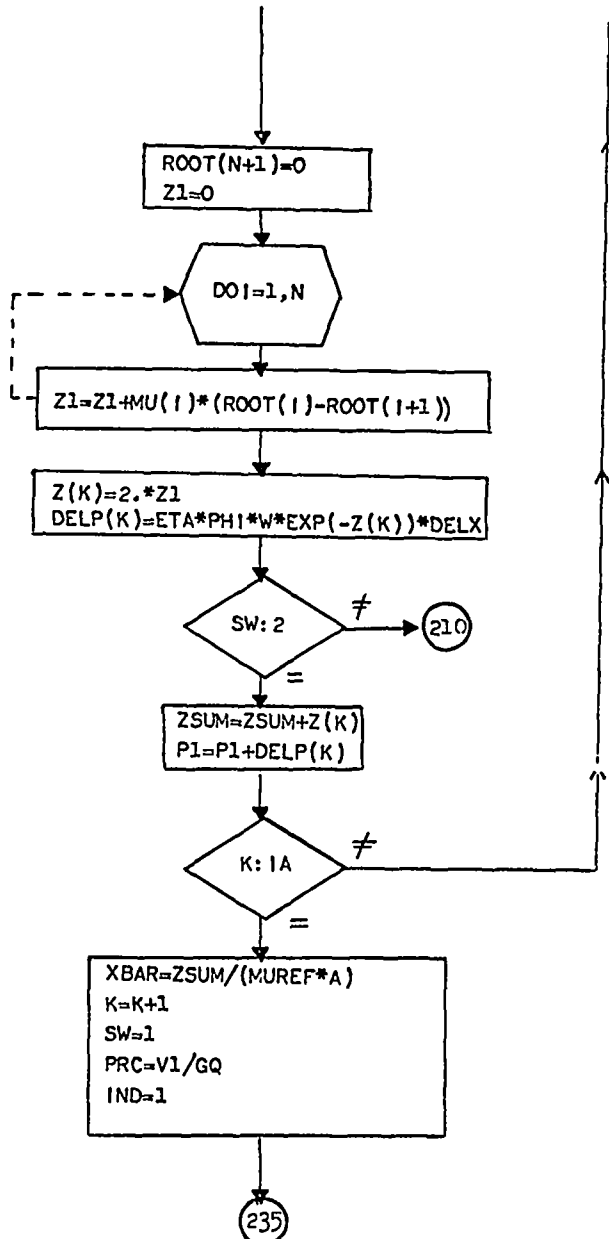 ROOT(N+1)=0
Z1=0
DO I=1,N
Z1=Z1+MU(I)*(ROOT(I)-ROOT(I+1))
Z(K)=2.*Z1
DELP(K)=ETA*PHI*W*EXP(-Z(K))*DELX
SW:2
≠
210
=
ZSUM=ZSUM+Z(K)
P1=P1+DELP(K)
K:IA
≠
=
XBAR=ZSUM/(MUREF*A)
K=K+1
SW=1
PRC=V1/GQ
IND=1
235